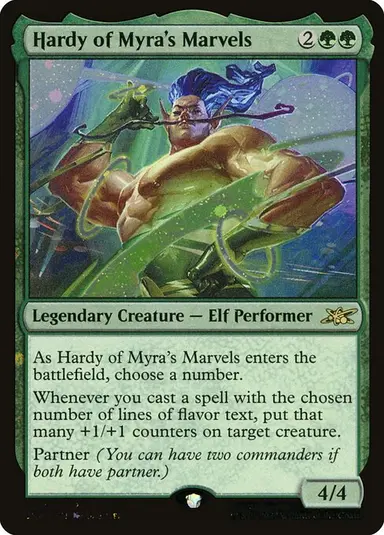 Hardy of Myra's Marvels 2
Legendary Creature — Elf Performer
As Hardy of Myra's Marvels enters the
battlefield, choose a number.
Whenever you cast a spell with the chosen
number of lines of flavor text, put that
many +1/+1 counters on target creature.
Partner (You can have two commanders if
both have partner.)
4/4